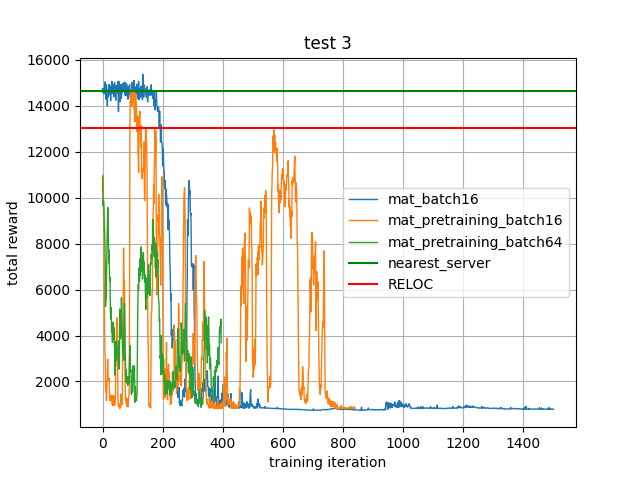 test 3
total reward
16000
14000
12000
10000
8000
6000
4000
2000
mat_batch16
mat_pretraining_batch16
mat_pretraining_batch64
nearest_server
RELOC
0 200 400 600 800 1000 1200 1400
training iteration